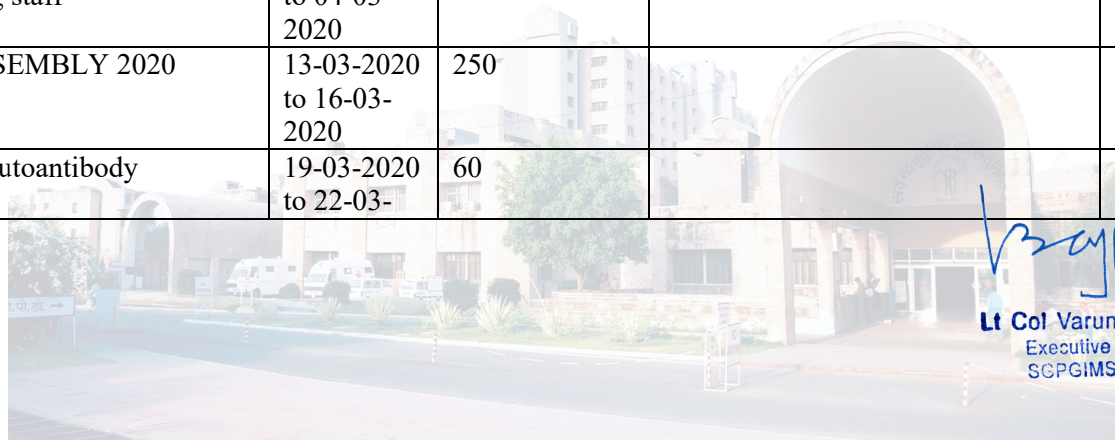 staff
to 04-03-
2020
SEMBLY 2020
13-03-2020
to 16-03-
2020
250
utoantibody
19-03-2020
to 22-03-
60
Lt Col Varun
Executive
SGPGIMS